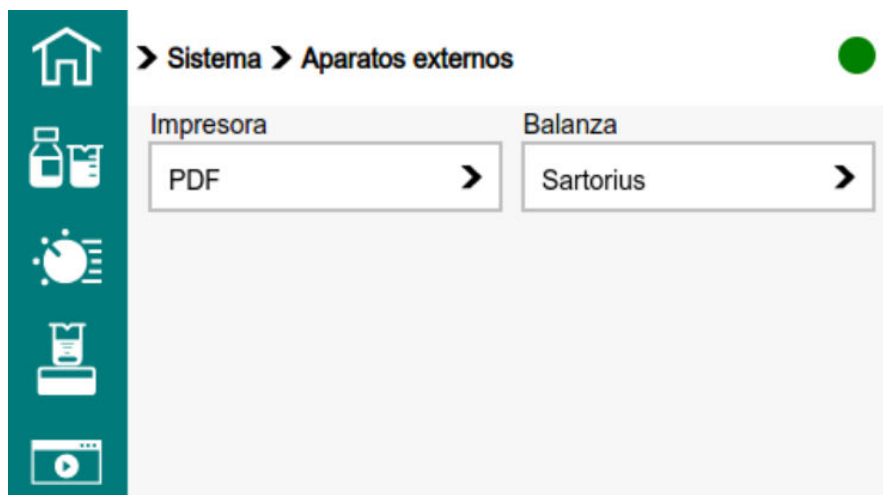 Sistema Aparatos externos
Impresora
Balanza
PDF
Sartorius